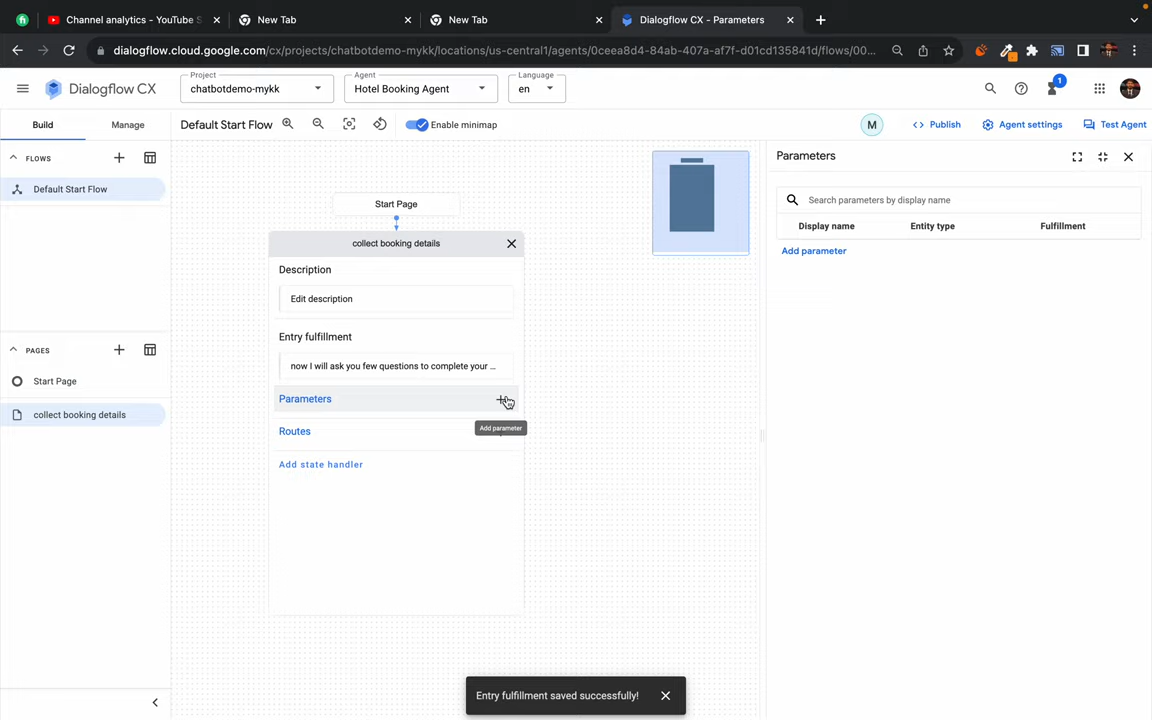 Channel analytics - YouTube S
New Tab
New Tab
Dialogflow CX - Parameters
dialogflow.cloud.google.com/cx/projects/chatbotdemo-mykk/locations/us-central1/agents/0ceea8d4-84ab-407a-af7f-d01cd135841d/flows/00...
Dialogflow CX
Project
chatbotdemo-mykk
Agent
Hotel Booking Agent
Language
en
1
Build
Manage
Default Start Flow
Enable minimap
M
Publish
Agent settings
Test Agent
FLOWS
Default Start Flow
PAGES
Start Page
collect booking details
Start Page
collect booking details
Description
Edit description
Entry fulfillment
now I will ask you few questions to complete your ...
Parameters
Add parameter
Routes
Add state handler
Parameters
Search parameters by display name
Display name
Entity type
Fulfillment
Add parameter
Entry fulfillment saved successfully!